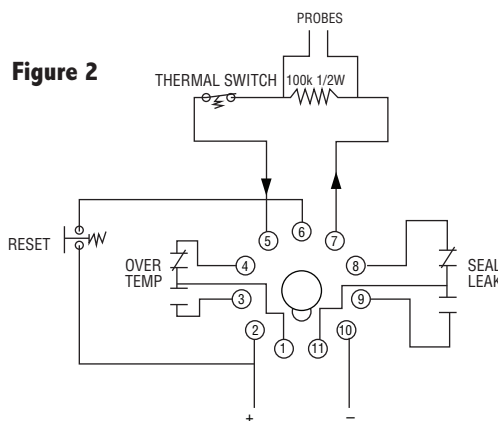 PROBES
Figure 2
THERMAL SWITCH
100k 1/2W
5
6
7
RESET
OVER
TEMP
4
8
SEAL
LEAK
3
9
2
1
11
10
+
–